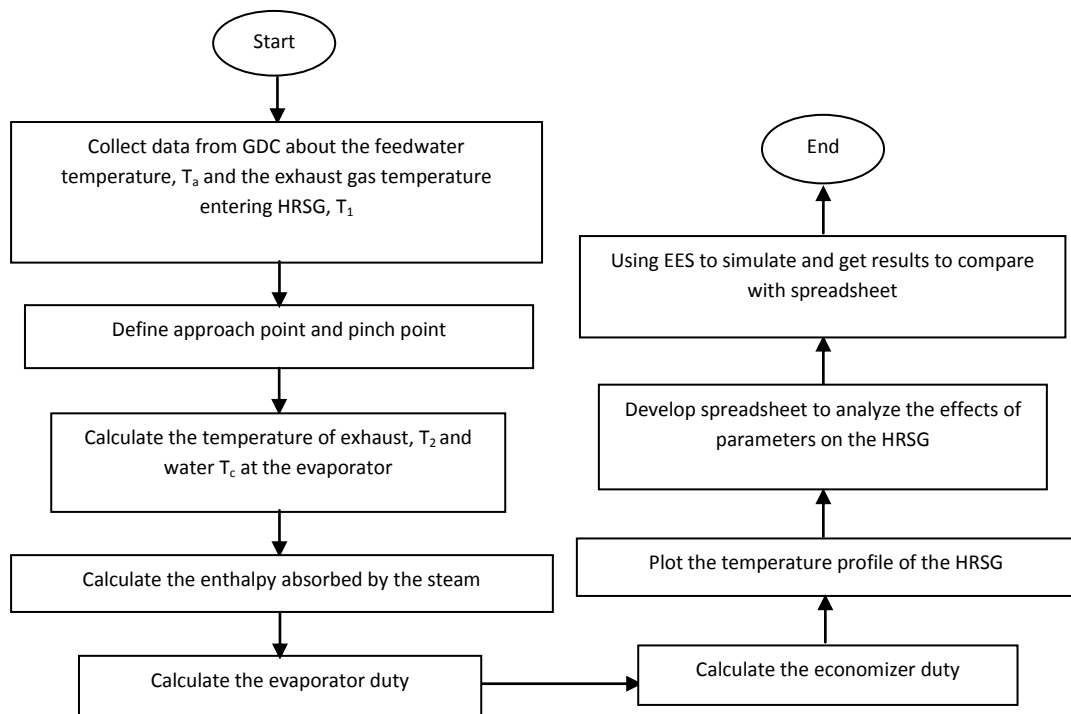 Start
Collect data from GDC about the feedwater
temperature, Ta and the exhaust gas temperature
entering HRSG, T1
Define approach point and pinch point
Calculate the temperature of exhaust, T2 and
water Tc at the evaporator
Calculate the enthalpy absorbed by the steam
Calculate the evaporator duty
Calculate the economizer duty
Plot the temperature profile of the HRSG
Develop spreadsheet to analyze the effects of
parameters on the HRSG
Using EES to simulate and get results to compare
with spreadsheet
End